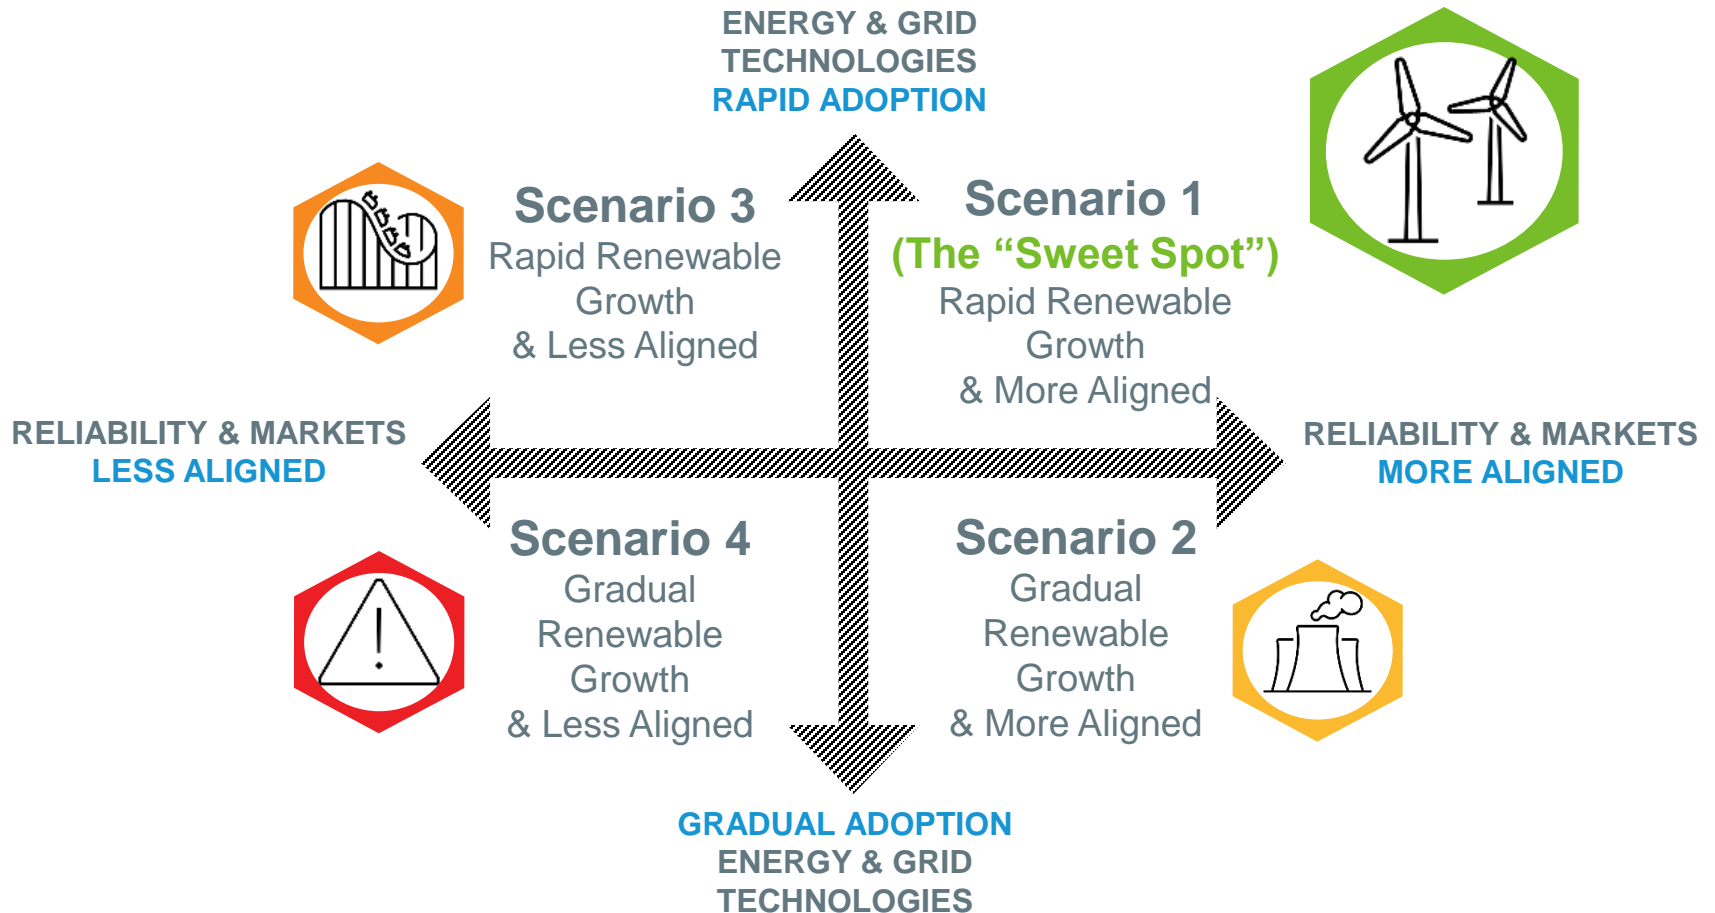 ENERGY & GRID
TECHNOLOGIES
RAPID ADOPTION
Scenario 3
Rapid Renewable
Growth
& Less Aligned
Scenario 1
(The “Sweet Spot”)
Rapid Renewable
Growth
& More Aligned
RELIABILITY & MARKETS
LESS ALIGNED
RELIABILITY & MARKETS
MORE ALIGNED
Scenario 4
Gradual
Renewable
Growth
& Less Aligned
Scenario 2
Gradual
Renewable
Growth
& More Aligned
GRADUAL ADOPTION
ENERGY & GRID
TECHNOLOGIES